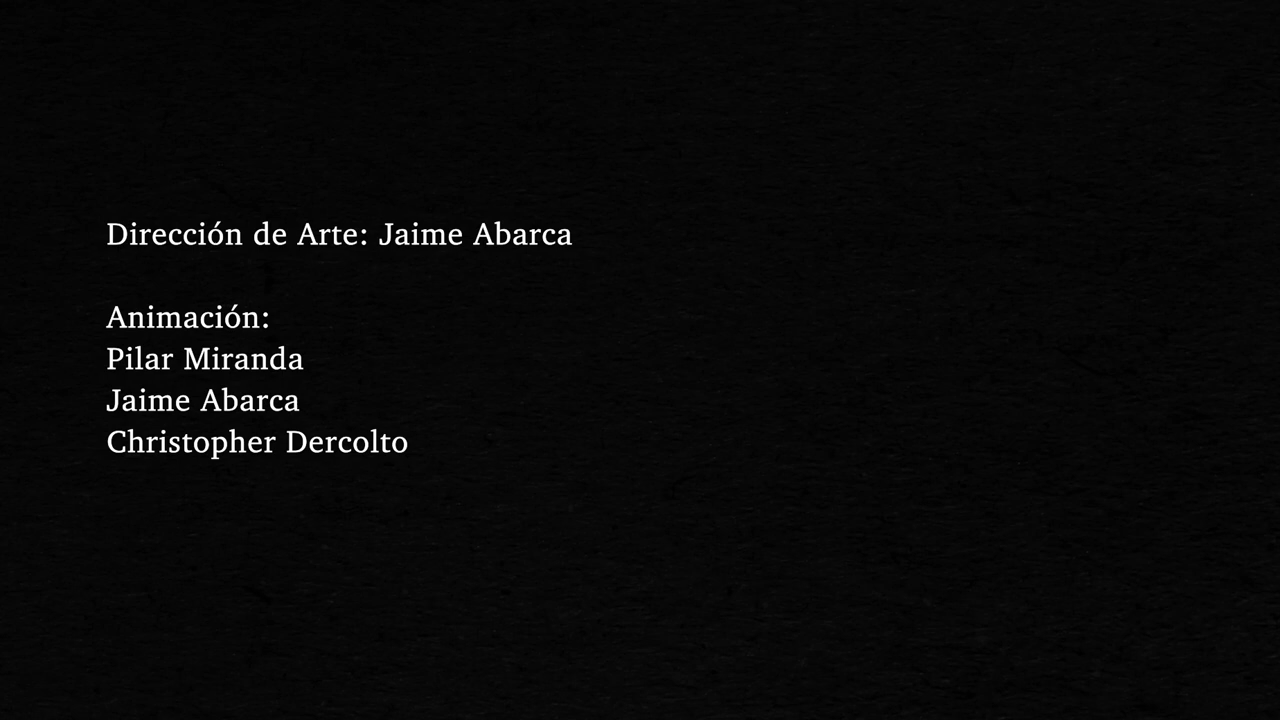 Dirección de Arte: Jaime Abarca
Animación:
Pilar Miranda
Jaime Abarca
Christopher Dercolto